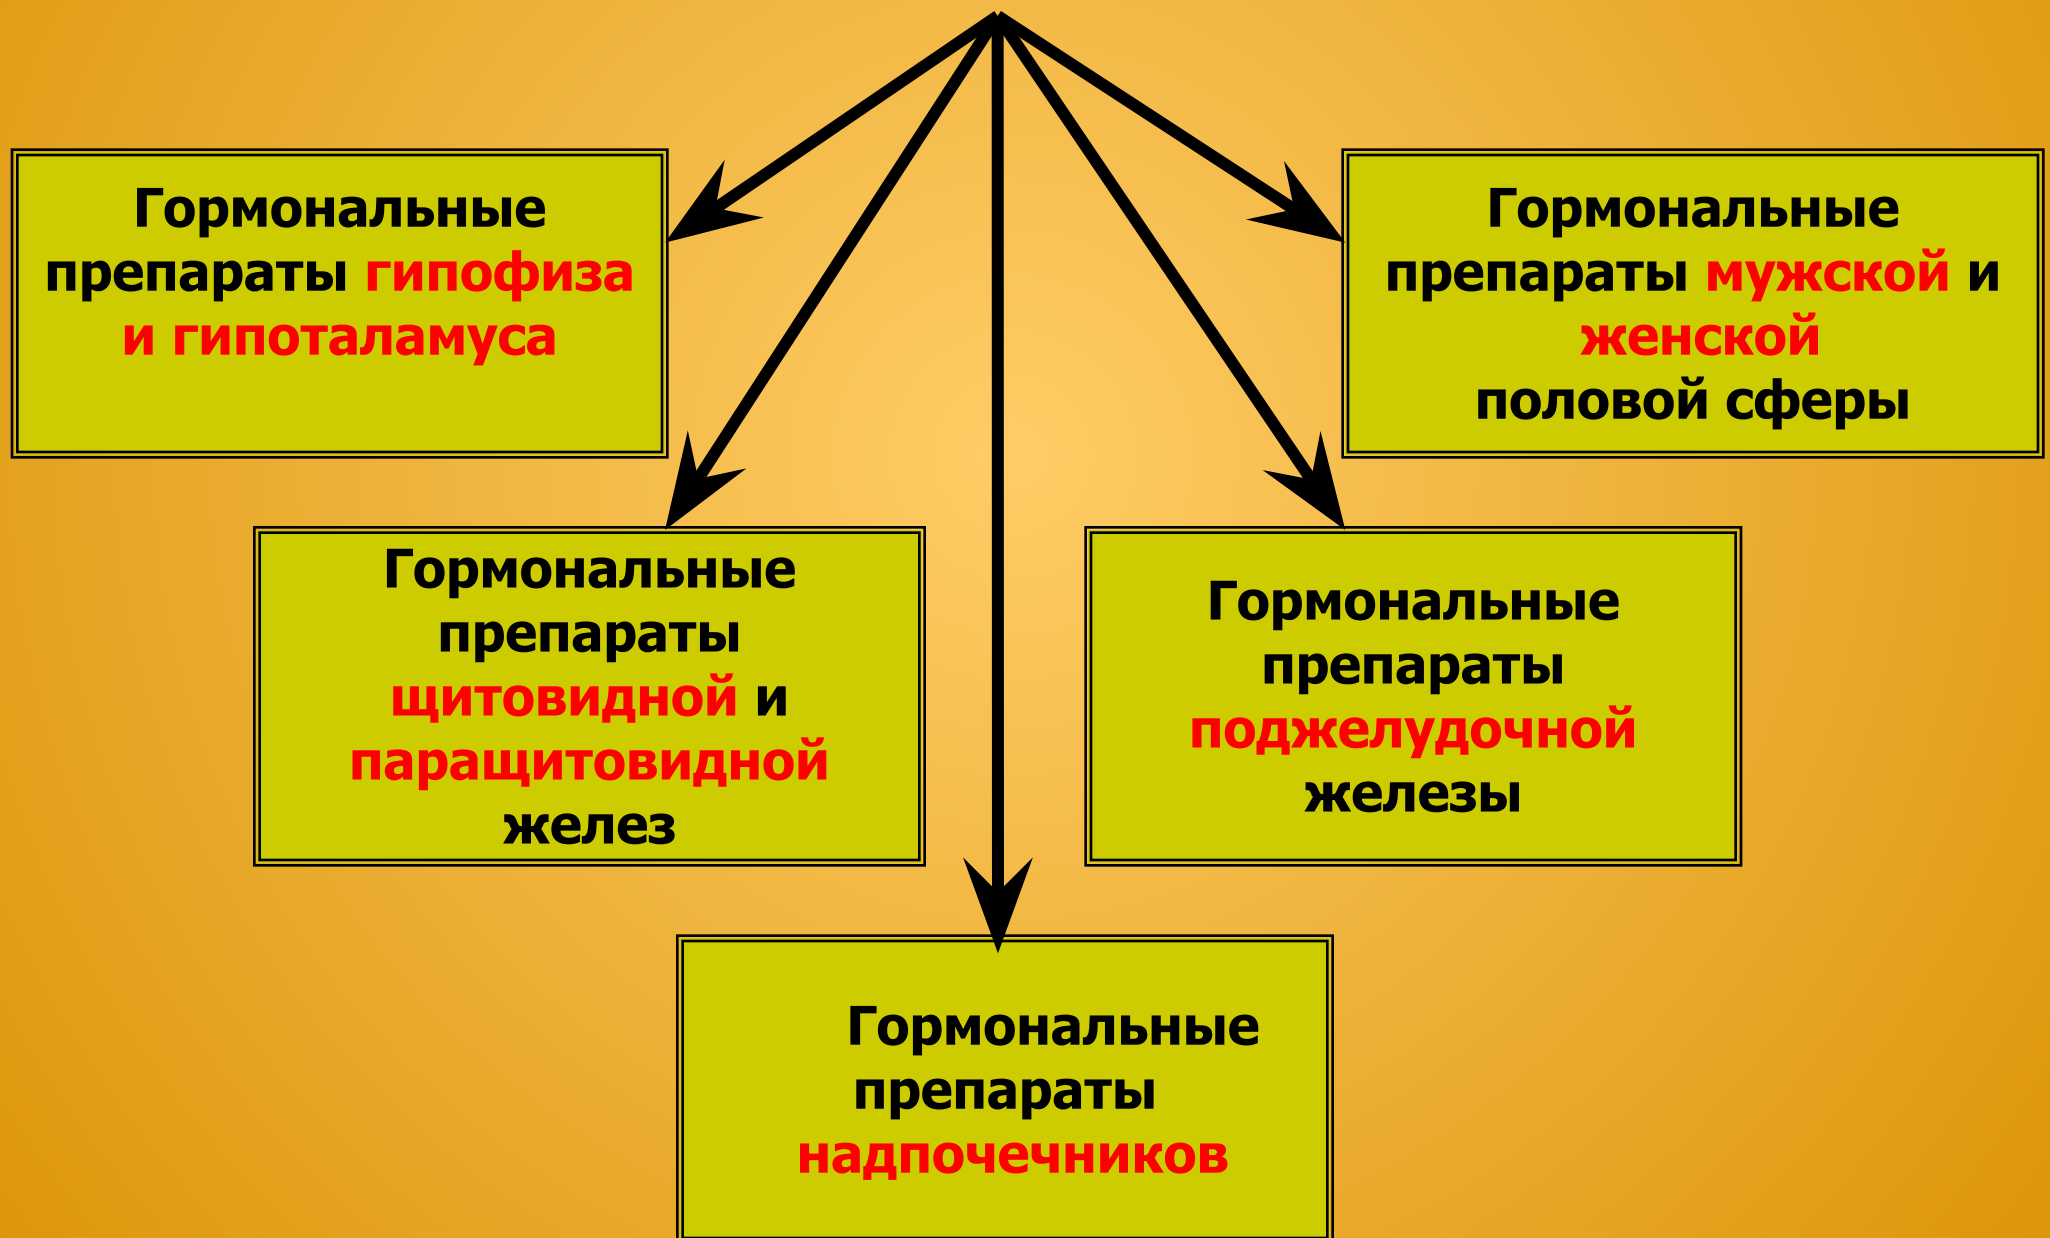 Гормональные
препараты гипофиза
и гипоталамуса
Гормональные
препараты мужской и
женской
половой сферы
Гормональные
препараты
щитовидной и
паращитовидной
желез
Гормональные
препараты
поджелудочной
железы
Гормональные
препараты
надпочечников